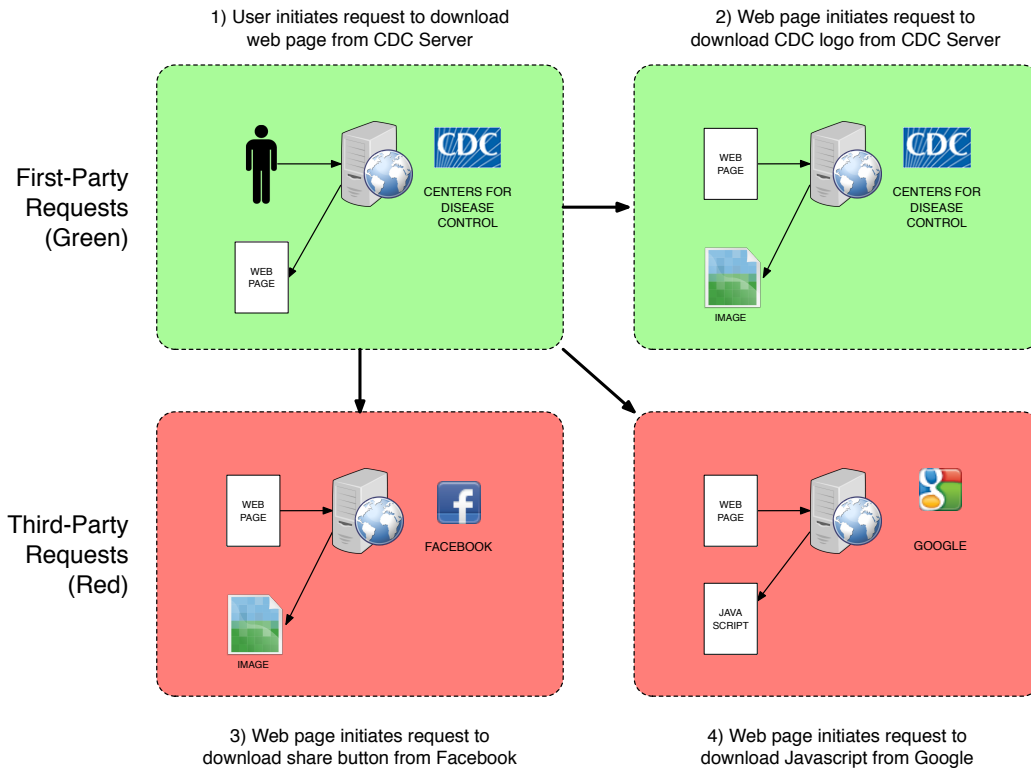 1) User initiates request to download
web page from CDC Server
2) Web page initiates request to
download CDC logo from CDC Server
First-Party
Requests
(Green)
CDC
CENTERS FOR
DISEASE
CONTROL
WEB
PAGE
WEB
PAGE
CDC
CENTERS FOR
DISEASE
CONTROL
IMAGE
Third-Party
Requests
(Red)
WEB
PAGE
f
FACEBOOK
IMAGE
WEB
PAGE
g
GOOGLE
JAVA
SCRIPT
3) Web page initiates request to
download share button from Facebook
4) Web page initiates request to
download Javascript from Google